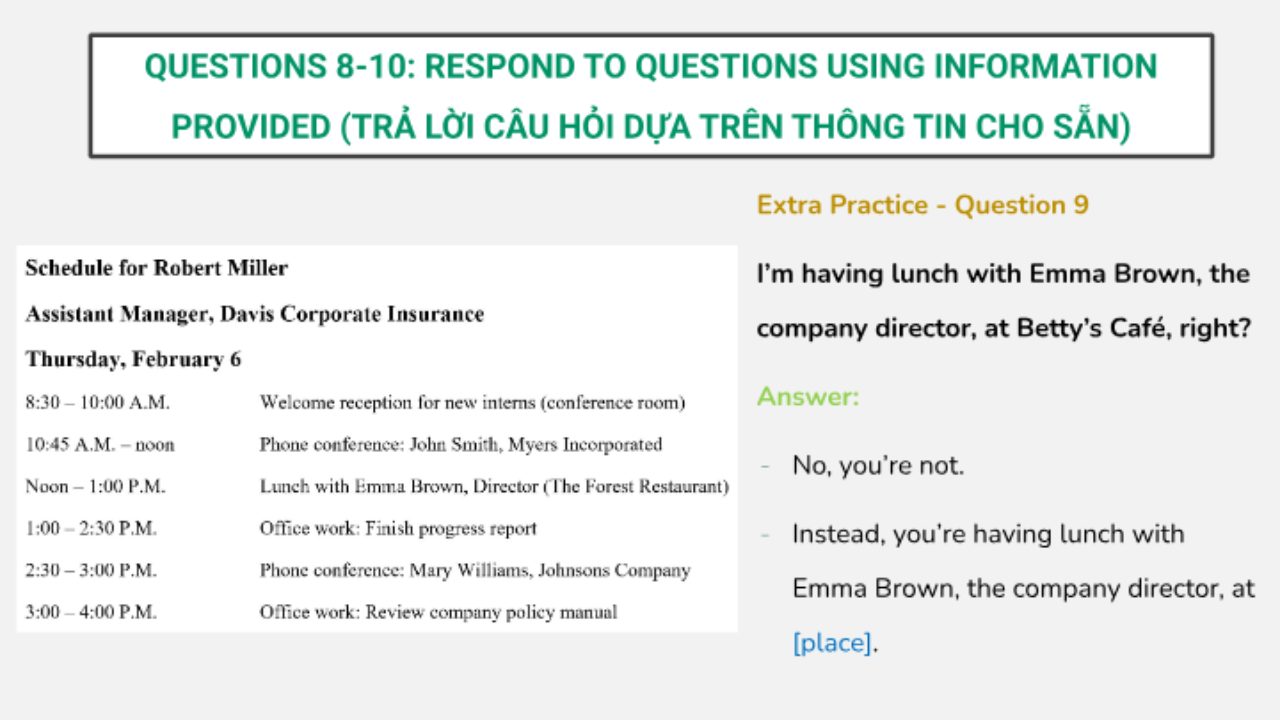 QUESTIONS 8-10: RESPOND TO QUESTIONS USING INFORMATION
PROVIDED (TRẢ LỜI CÂU HỎI DỰA TRÊN THÔNG TIN CHO SẴN)
Schedule for Robert Miller
Assistant Manager, Davis Corporate Insurance
Thursday, February 6
8:30 – 10:00 A.M. Welcome reception for new interns (conference room)
10:45 A.M. – noon Phone conference: John Smith, Myers Incorporated
Noon – 1:00 P.M. Lunch with Emma Brown, Director (The Forest Restaurant)
1:00 – 2:30 P.M. Office work: Finish progress report
2:30 – 3:00 P.M. Phone conference: Mary Williams, Johnsons Company
3:00 – 4:00 P.M. Office work: Review company policy manual
Extra Practice - Question 9
I'm having lunch with Emma Brown, the
company director, at Betty's Café, right?
Answer:
- No, you're not.
- Instead, you're having lunch with
Emma Brown, the company director, at
[place].